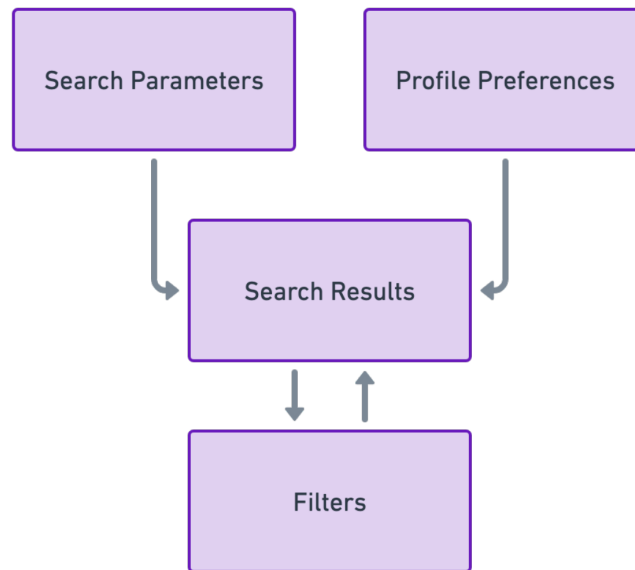 Search Parameters
Profile Preferences
Search Results
Filters